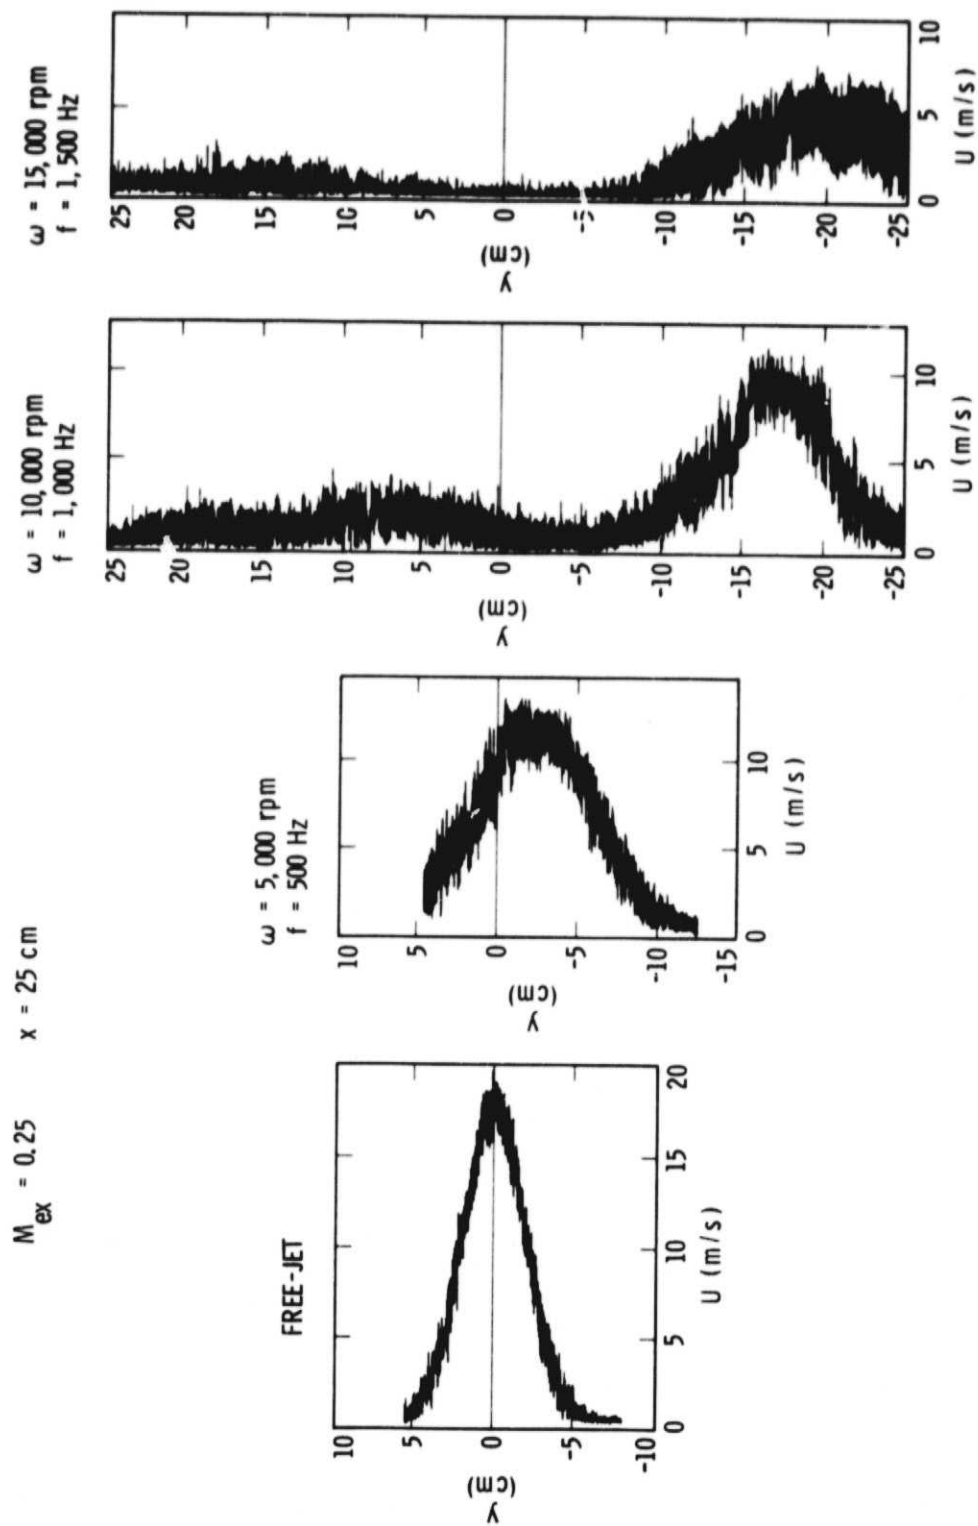 M_ex = 0.25 x = 25 cm
FREE-JET
y
(cm)
10
5
0
-5
-10
0
5
10
15
20
U (m/s)
ω = 5,000 rpm
f = 500 Hz
y
(cm)
10
5
0
-5
-10
-15
0
5
10
U (m/s)
ω = 10,000 rpm
f = 1,000 Hz
y
(cm)
25
20
15
10
5
0
-5
-10
-15
-20
-25
0
5
10
U (m/s)
ω = 15,000 rpm
f = 1,500 Hz
y
(cm)
25
20
15
10
5
0
-5
-10
-15
-20
-25
0
5
10
U (m/s)